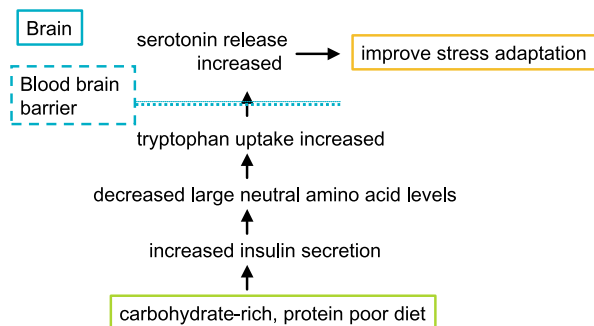 Brain
serotonin release
increased
improve stress adaptation
Blood brain
barrier
tryptophan uptake increased
decreased large neutral amino acid levels
increased insulin secretion
carbohydrate-rich, protein poor diet